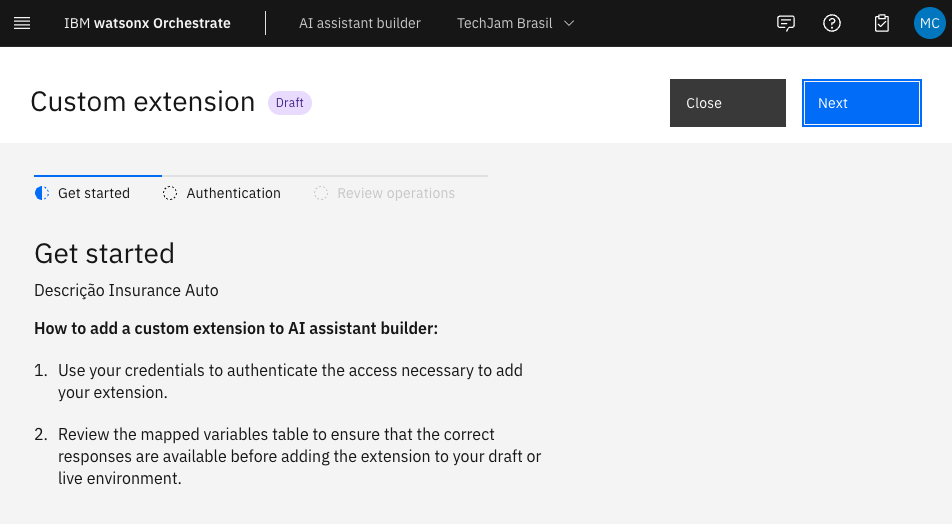 IBM watsonx Orchestrate
AI assistant builder
TechJam Brasil
MC
Custom extension
Draft
Close
Next
Get started
Authentication
Review operations
Get started
Descrição Insurance Auto
How to add a custom extension to AI assistant builder:
1. Use your credentials to authenticate the access necessary to add
your extension.
2. Review the mapped variables table to ensure that the correct
responses are available before adding the extension to your draft or
live environment.